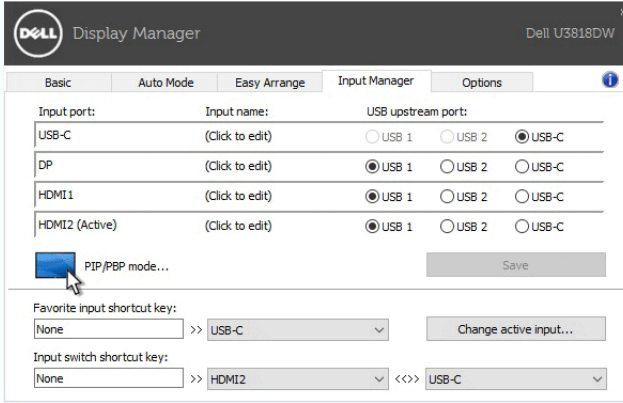 DELL Display Manager Dell U3818DW
Basic Auto Mode Easy Arrange Input Manager Options
Input port: Input name: USB upstream port:
USB-C (Click to edit) USB 1 USB 2 USB-C
DP (Click to edit) USB 1 USB 2 USB-C
HDMI1 (Click to edit) USB 1 USB 2 USB-C
HDMI2 (Active) (Click to edit) USB 1 USB 2 USB-C
PIP/PBP mode... Save
Favorite input shortcut key:
None >> USB-C Change active input...
Input switch shortcut key:
None >> HDMI2 <<>> USB-C